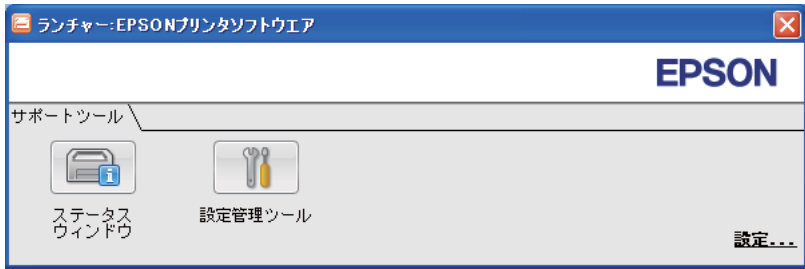 ランチャー:EPSONプリンタソフトウエア
EPSON
サポートツール
ステータス
ウィンドウ
設定管理ツール
設定...